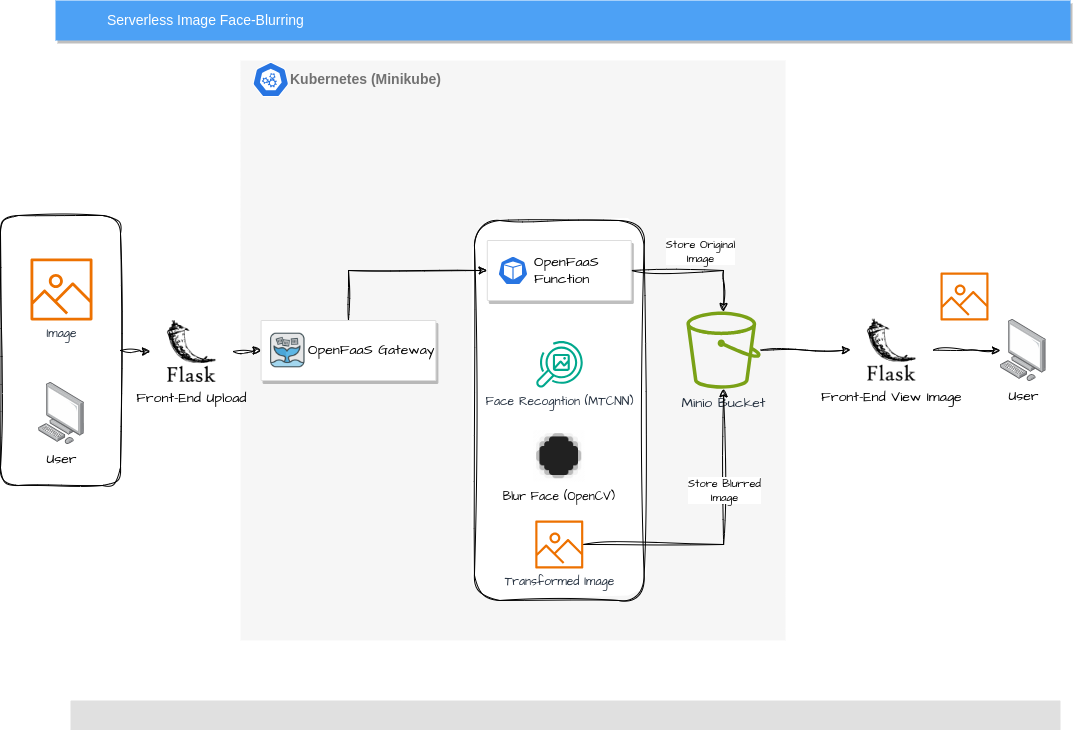 Serverless Image Face-Blurring
Kubernetes (Minikube)
Image
User
Flask
Front-End Upload
OpenFaaS Gateway
OpenFaaS
Function
Face Recogntion (MTCNN)
Blur Face (OpenCV)
Transformed Image
Store Original
Image
Minio Bucket
Store Blurred
Image
Flask
Front-End View Image
User